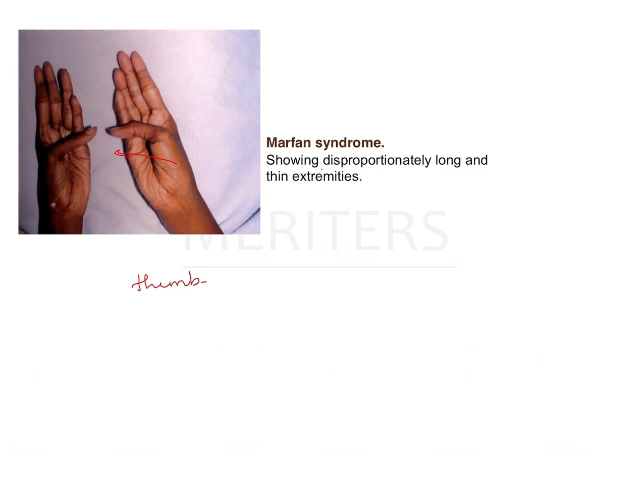 Marfan syndrome.
Showing disproportionately long and
thin extremities.
MERITERS
thumb-